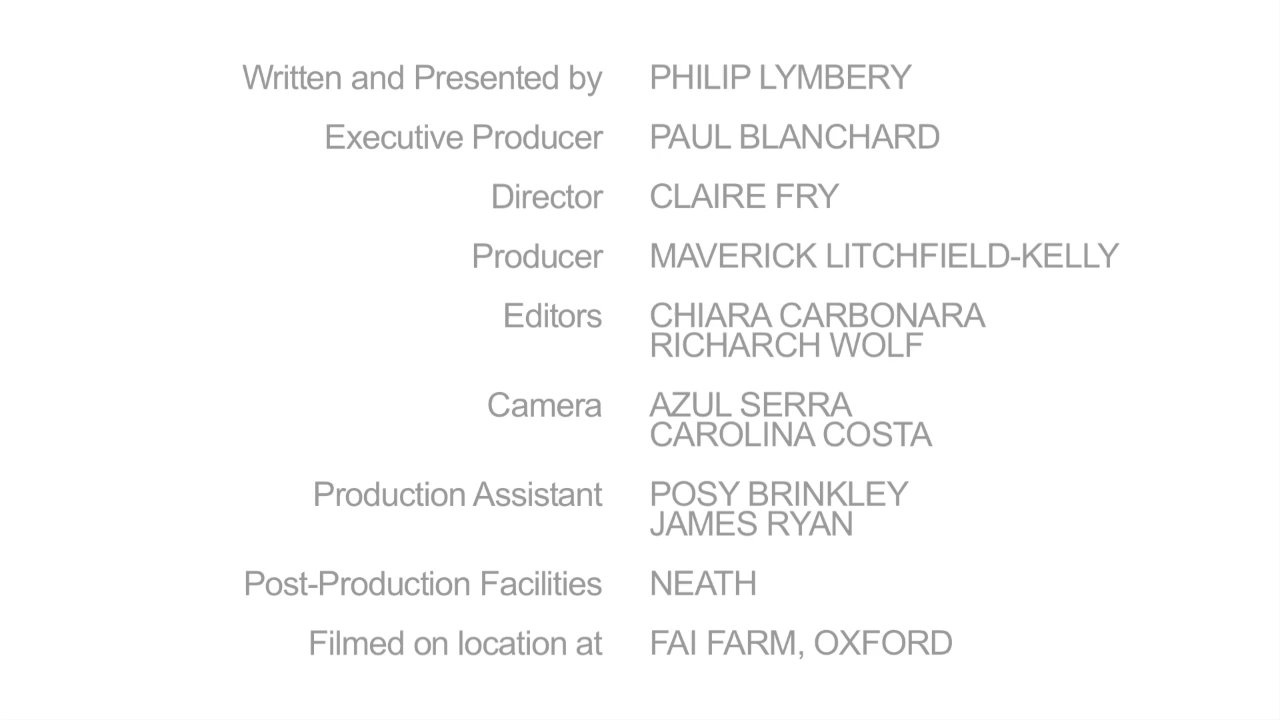 Written and Presented by PHILIP LYMBERY
Executive Producer PAUL BLANCHARD
Director CLAIRE FRY
Producer MAVERICK LITCHFIELD-KELLY
Editors CHIARA CARBONARA
RICHARCH WOLF
Camera AZUL SERRA
CAROLINA COSTA
Production Assistant POSY BRINKLEY
JAMES RYAN
Post-Production Facilities NEATH
Filmed on location at FAI FARM, OXFORD